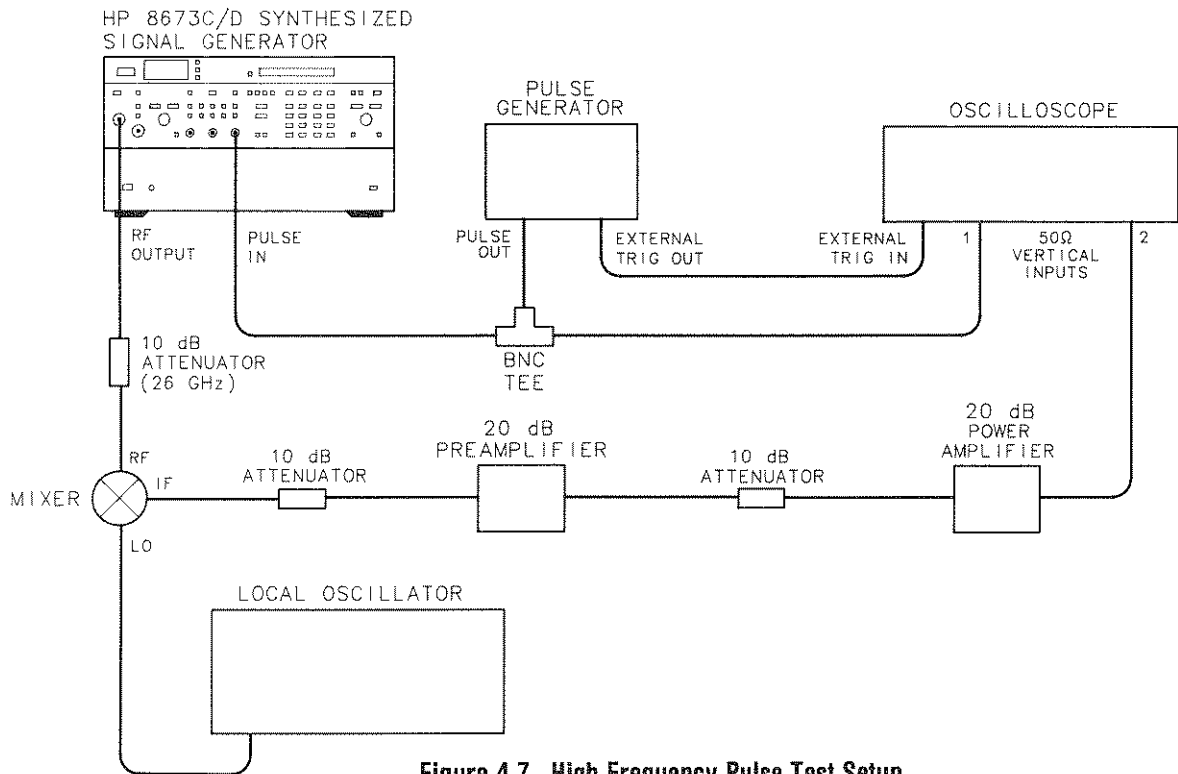 HP 8673C/D SYNTHESIZED
SIGNAL GENERATOR
PULSE
GENERATOR
OSCILLOSCOPE
RF
OUTPUT
PULSE
IN
PULSE
OUT
EXTERNAL
TRIG OUT
EXTERNAL
TRIG IN
1
50Ω
VERTICAL
INPUTS
2
10 dB
ATTENUATOR
(26 GHz)
BNC
TEE
RF
MIXER
IF
LO
10 dB
ATTENUATOR
20 dB
PREAMPLIFIER
10 dB
ATTENUATOR
20 dB
POWER
AMPLIFIER
LOCAL OSCILLATOR
Figure 4-7. High Frequency Pulse Test Setup